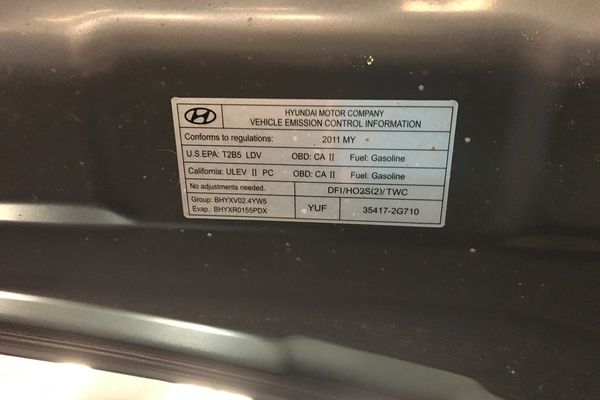 HYUNDAI MOTOR COMPANY
VEHICLE EMISSION CONTROL INFORMATION
Conforms to regulations: 2011 MY
U.S.EPA: T2B5 LDV OBD: CA II Fuel: Gasoline
California: ULEV II PC OBD: CA II Fuel: Gasoline
No adjustments needed. DFI/HO2S(2)/TWC
Group: BHYXV02.4YW5
Evap.: BHYXR0155PDX
YUF 35417-2G710